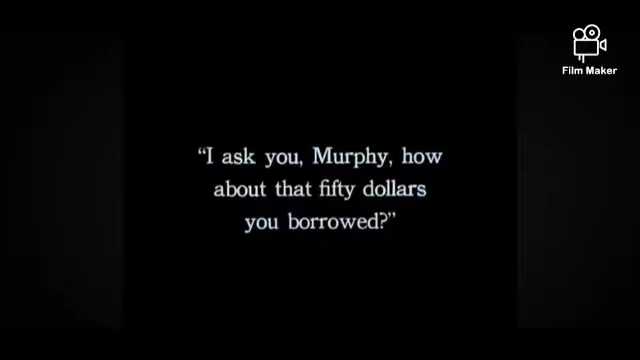 Film Maker
“I ask you, Murphy, how
about that fifty dollars
you borrowed?”